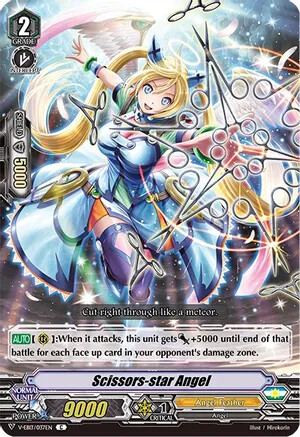 2
GRADE
INTERCEPT
5000
Cut right through like a meteor.
AUTO [ ]:When it attacks, this unit gets +5000 until end of that
battle for each face up card in your opponent's damage zone.
Scissors-star Angel
NORMAL
UNIT
POWER
9000
1
CRITICAL
Angel Feather
Angel
V-EB17/037EN C
Illust / Hirokorin